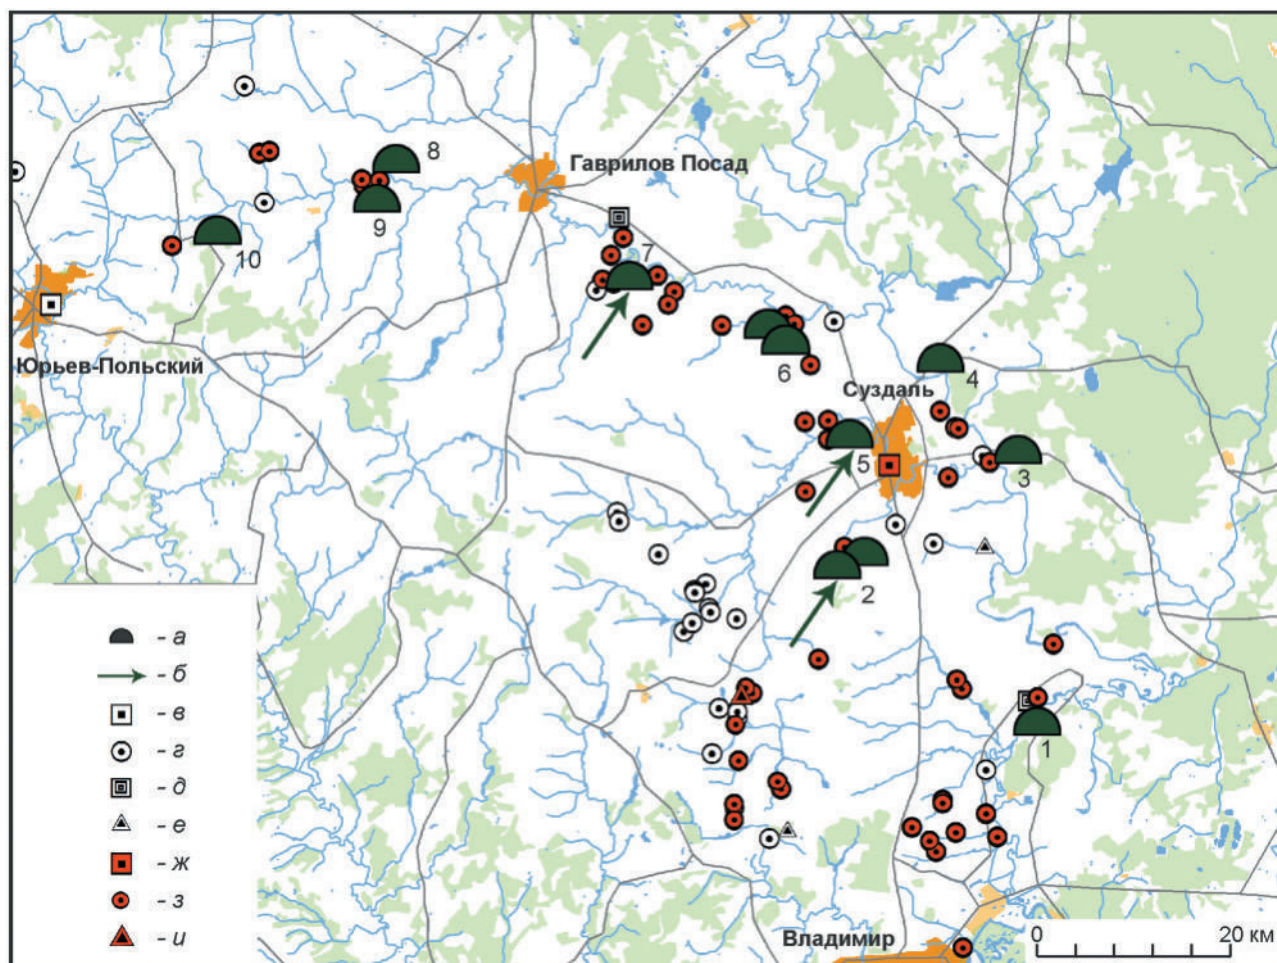 8
Гаврилов Посад
9
10
7
Юрьев-Польский
6
4
Суздаль
5
3
2
1
- а
- б
- в
- г
- д
- е
- ж
- з
- и
Владимир
0
20 км